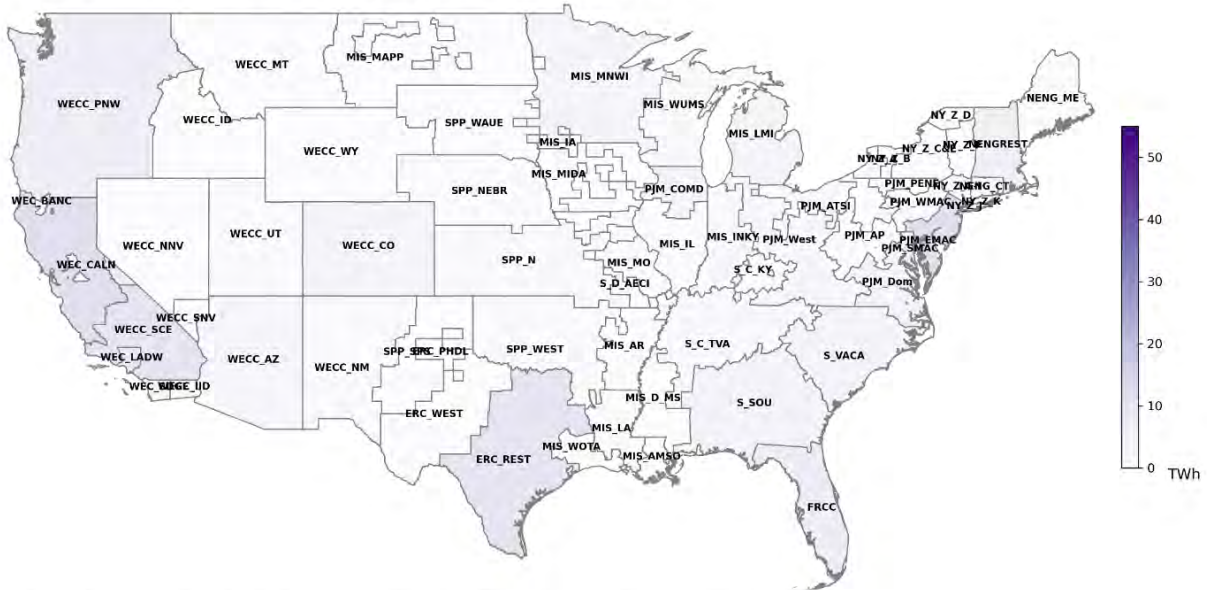 WECC_MT
MIS_MAPP
MIS_MNWI
WECC_PNW
WECC_ID
SPP_WAUE
MIS_WUMS
NENG_ME
NY_Z_D
MIS_LMI
NY_Z_C&E
NENGREST
WECC_WY
MIS_IA
MIS_MIDA
SPP_NEBR
PJM_COMD
PJM_PENE
NENG_CT
WEC_BANC
PJM_WMAC
NY_Z_K
NY_Z_J
PJM_ATSI
WECC_NNV
WECC_UT
WECC_CO
MIS_IL
MIS_INKY
PJM_West
PJM_AP
PJM_EMAC
PJM_SMAC
WEC_CALN
SPP_N
MIS_MO
S_C_KY
S_D_AECI
PJM_Dom
WECC_SNV
WECC_SCE
WEC_LADW
WECC_AZ
WECC_NM
ERC_PHDL
SPP_WEST
MIS_AR
S_C_TVA
S_VACA
WECC_IID
ERC_WEST
MIS_D_MS
S_SOU
MIS_LA
MIS_WOTA
MIS_AMSO
ERC_REST
FRCC
50
40
30
20
10
0
TWh